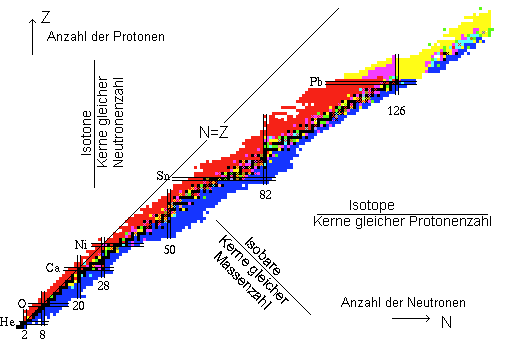 Z
Anzahl der Protonen
Isotone
Kerne gleicher
Neutronenzahl
N=Z
Pb
126
Sn
82
Isotope
Kerne gleicher Protonenzahl
Ni
50
Isobare
Kerne gleicher
Massenzahl
Ca
28
20
O
Anzahl der Neutronen
N
He
2
8